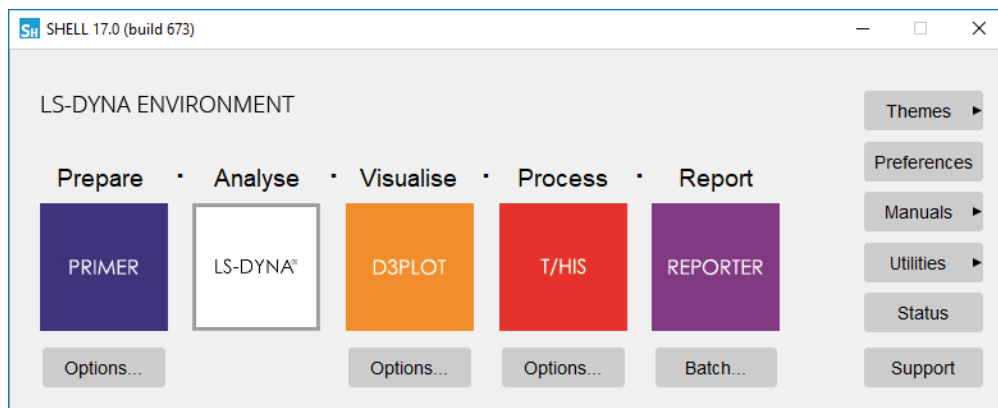 SH SHELL 17.0 (build 673)
LS-DYNA ENVIRONMENT
Themes
Preferences
Prepare · Analyse · Visualise · Process · Report
Manuals
PRIMER LS-DYNA® D3PLOT T/HIS REPORTER
Utilities
Status
Options... Options... Options... Batch... Support